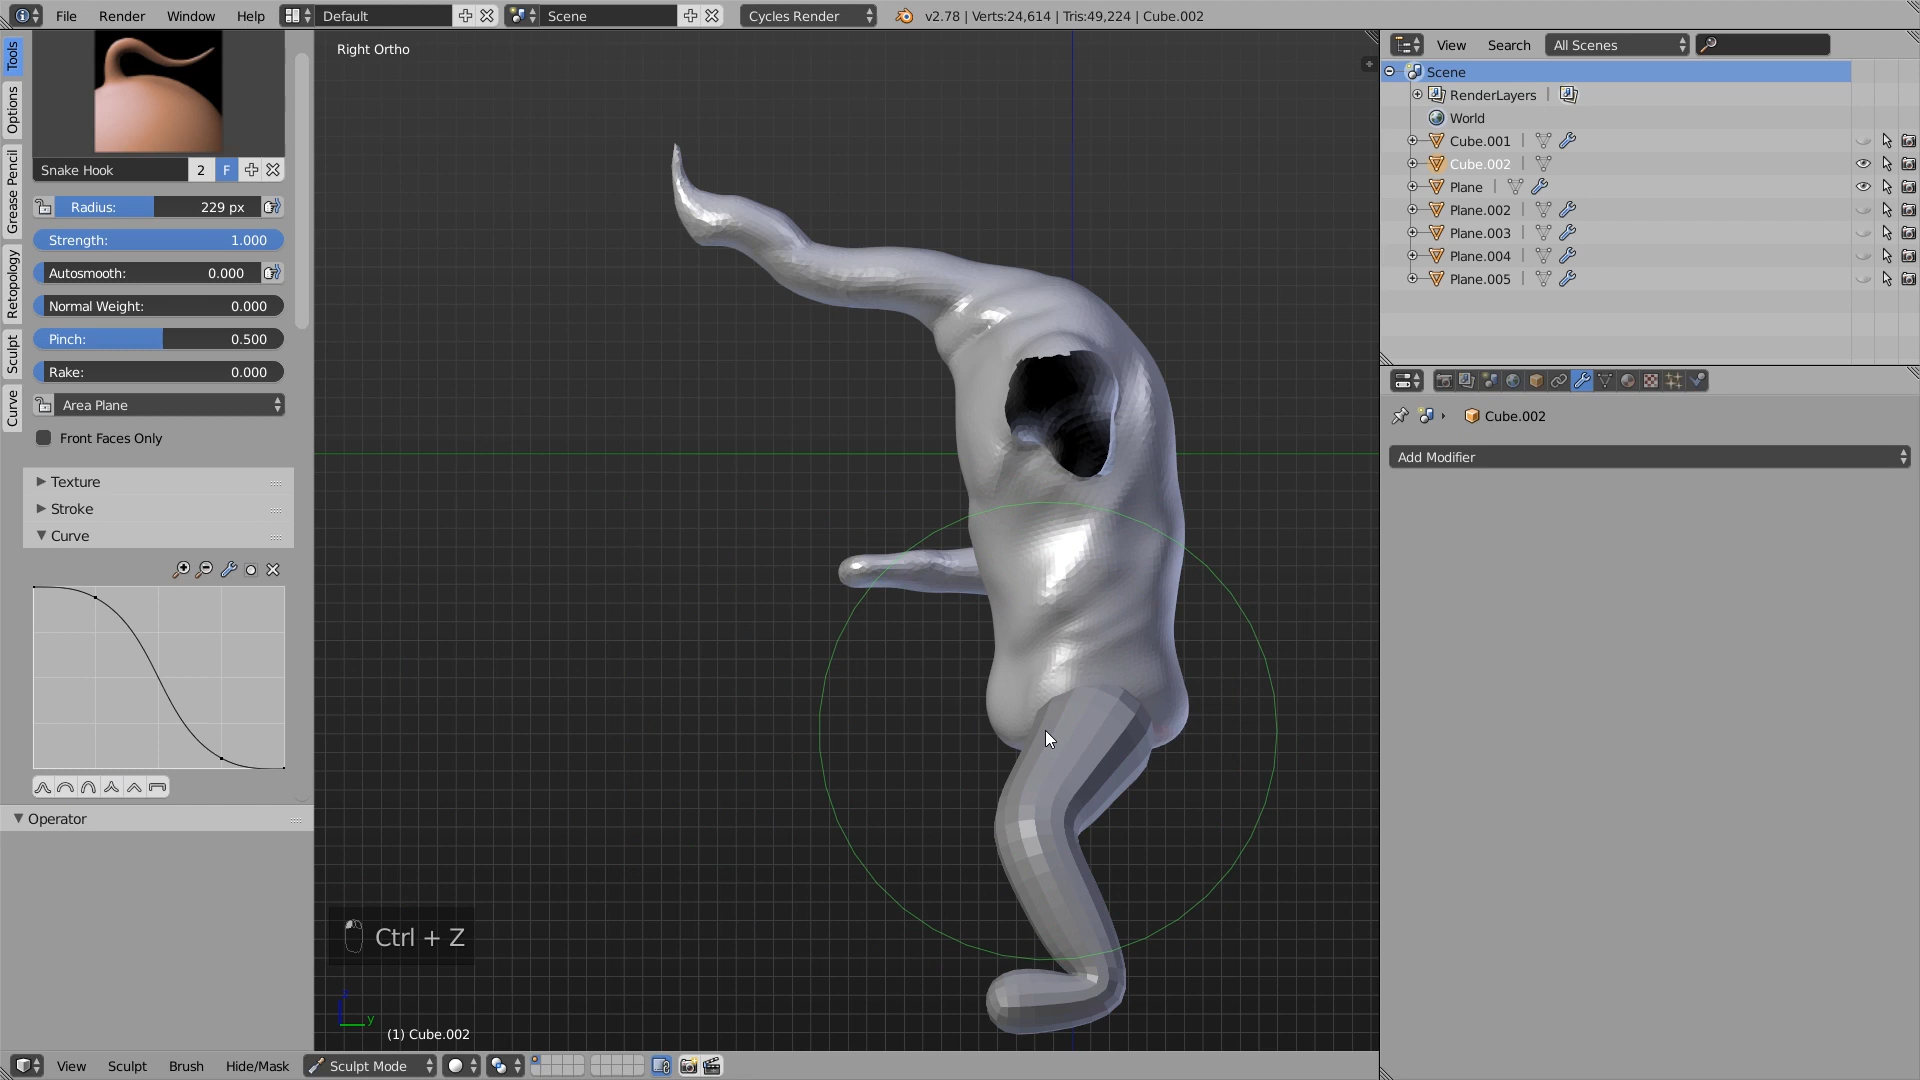 File Render Window Help Default Scene Cycles Render v2.78 | Verts:24,614 | Tris:49,224 | Cube.002
Tools
Options
Grease Pencil
Retopology
Sculpt
Curve
Snake Hook 2 F
Radius: 229 px
Strength: 1.000
Autosmooth: 0.000
Normal Weight: 0.000
Pinch: 0.500
Rake: 0.000
Area Plane
Front Faces Only
Texture
Stroke
Curve
Operator
Right Ortho
Ctrl + Z
y
(1) Cube.002
View Sculpt Brush Hide/Mask Sculpt Mode
View Search All Scenes
Scene
RenderLayers |
World
Cube.001 |
Cube.002 |
Plane |
Plane.002 |
Plane.003 |
Plane.004 |
Plane.005 |
Cube.002
Add Modifier